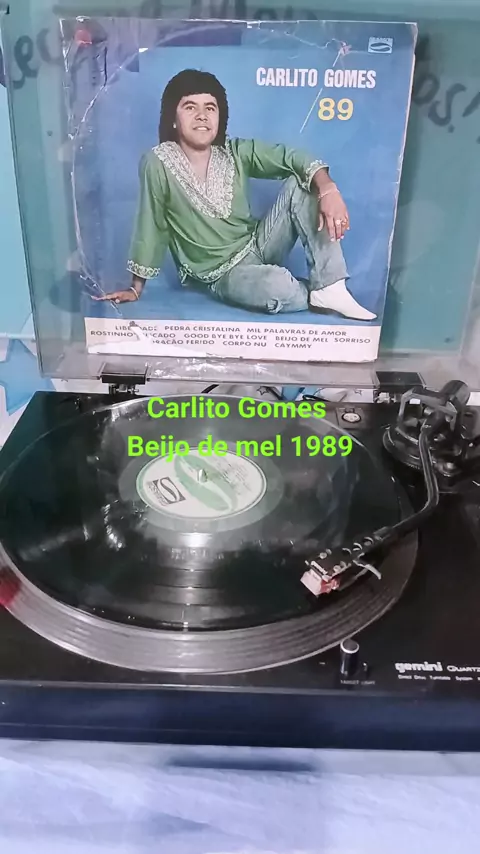 CARLITO GOMES
89
PEDRA CRISTALINA MIL PALAVRAS DE AMOR
GOOD BYE BYE LOVE BEIJO DE MEL SORRISO
FERIDO CORPO NU CAYMMY
Carlito Gomes
Beijo de mel 1989
gemini